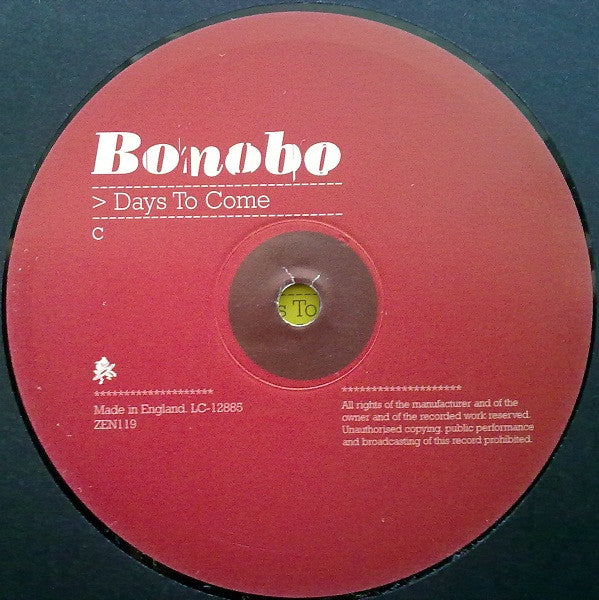 Bonobo
> Days To Come
C
s To
********************
Made in England. LC-12885
ZEN119
********************
All rights of the manufacturer and of the
owner and of the recorded work reserved.
Unauthorised copying, public performance
and broadcasting of this record prohibited.